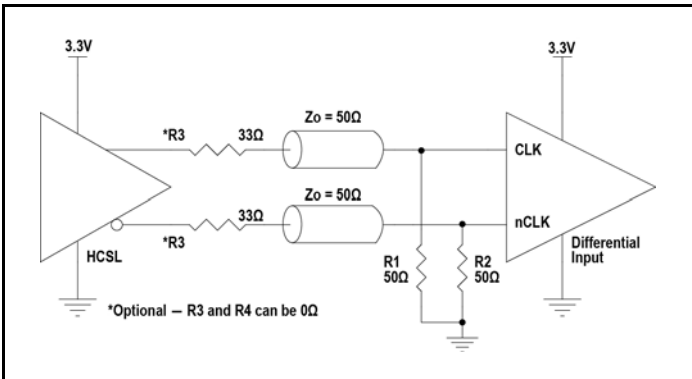 3.3V
3.3V
*R3
33Ω
Zo = 50Ω
CLK
Zo = 50Ω
33Ω
*R3
nCLK
HCSL
R1
50Ω
R2
50Ω
Differential
Input
*Optional – R3 and R4 can be 0Ω